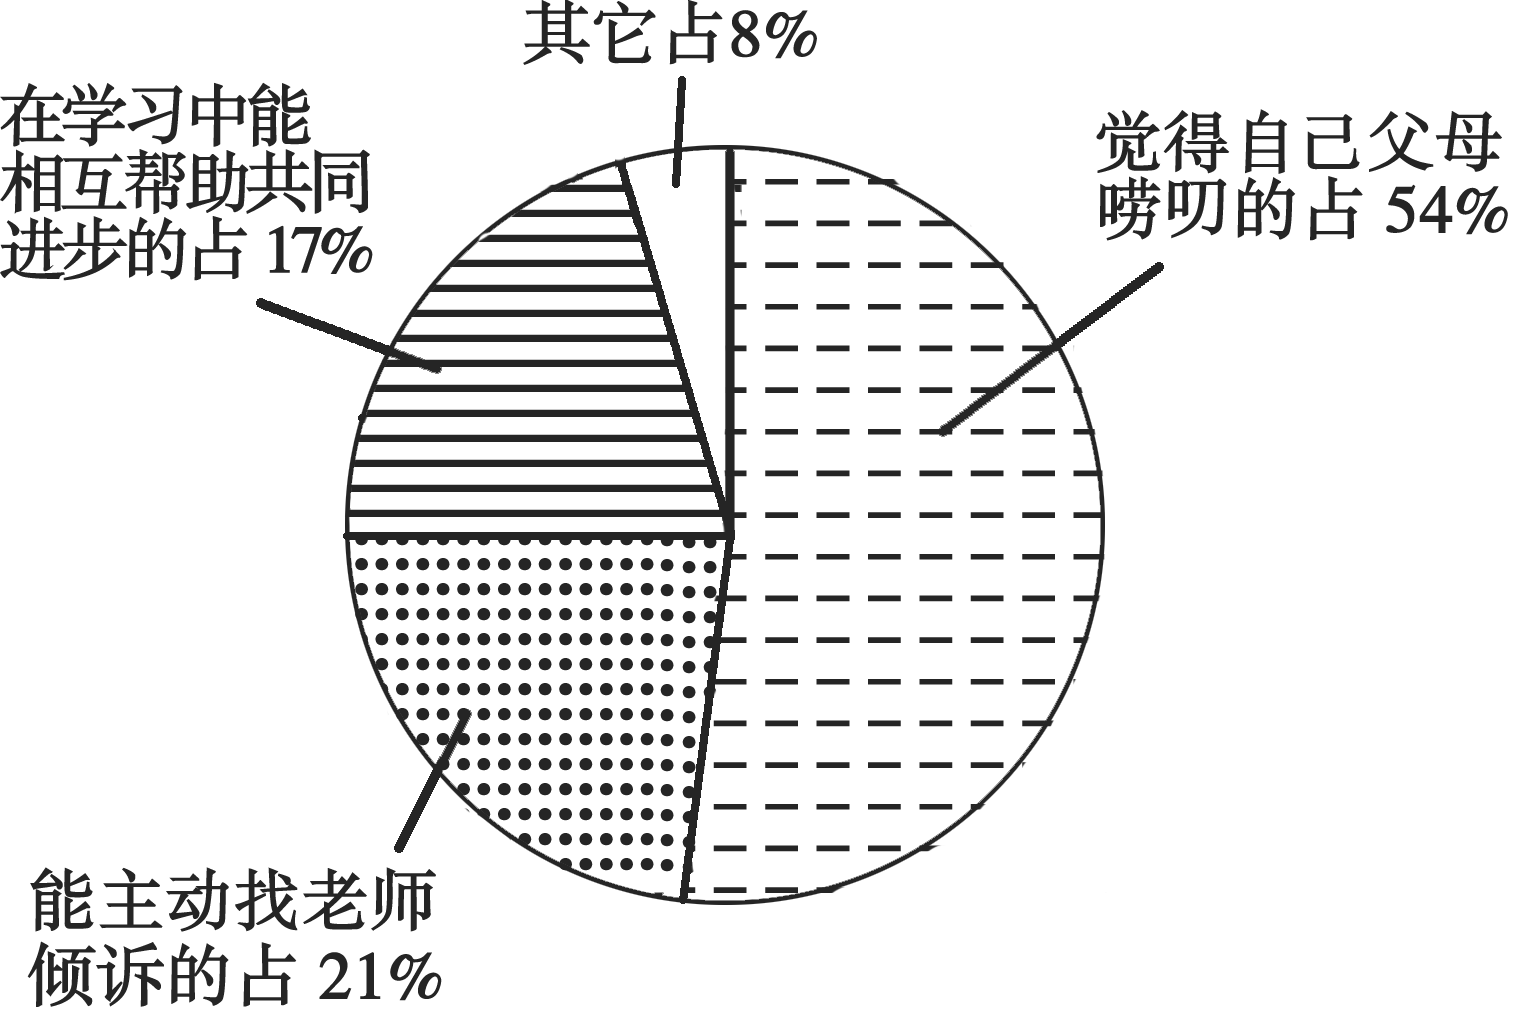 其它占8%
在学习中能
相互帮助共同
进步的占 17%
觉得自己父母
唠叨的占 54%
能主动找老师
倾诉的占 21%